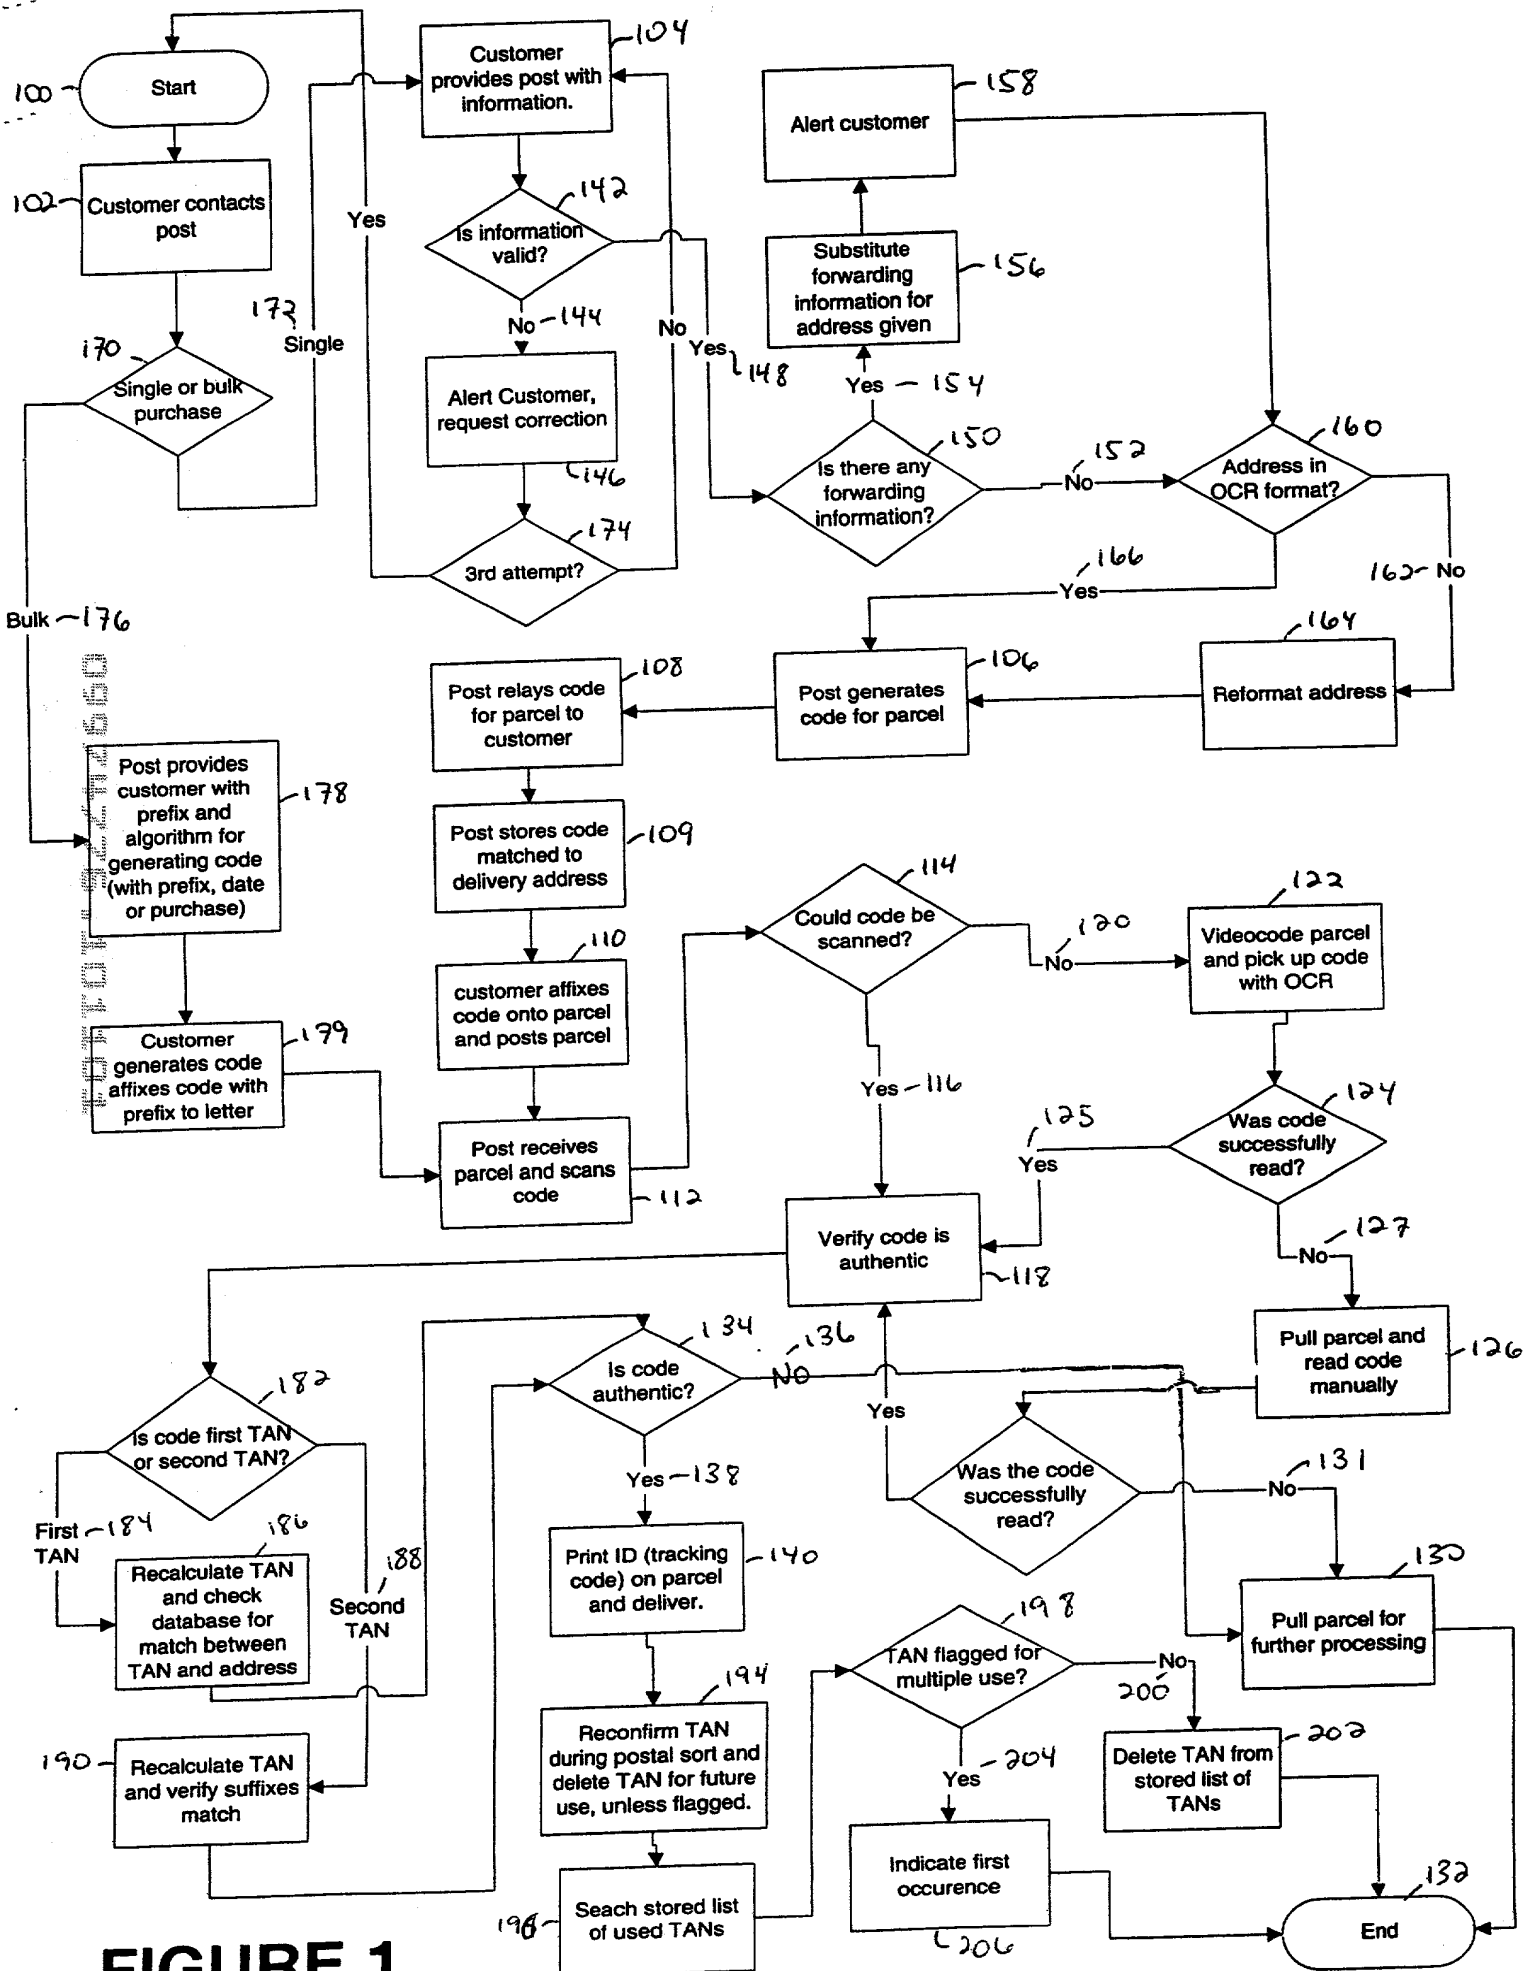 104
Customer
provides post with
information.
158
Alert customer
100
Start
102
Customer contacts
post
Yes
142
Is information
valid?
Substitute
forwarding
information for
address given
156
172
Single
No
144
No
Yes
148
170
Single or bulk
purchase
Alert Customer,
request correction
146
Yes
154
150
Is there any
forwarding
information?
152
No
160
Address in
OCR format?
174
3rd attempt?
166
Yes
162
No
Bulk
176
164
Reformat address
108
Post relays code
for parcel to
customer
106
Post generates
code for parcel
Post provides
customer with
prefix and
algorithm for
generating code
(with prefix, date
or purchase)
178
Post stores code
matched to
delivery address
109
114
Could code be
scanned?
120
No
122
Videocode parcel
and pick up code
with OCR
110
customer affixes
code onto parcel
and posts parcel
Customer
generates code
affixes code with
prefix to letter
179
Yes
116
125
Yes
124
Was code
successfully
read?
Post receives
parcel and scans
code
112
127
No
Verify code is
authentic
118
Pull parcel and
read code
manually
126
134
Is code
authentic?
136
NO
182
Is code first TAN
or second TAN?
Yes
Yes
138
Was the code
successfully
read?
131
No
First
TAN
184
186
Recalculate TAN
and check
database for
match between
TAN and address
188
Second
TAN
Print ID (tracking
code) on parcel
and deliver.
140
130
Pull parcel for
further processing
198
TAN flagged for
multiple use?
No
200
194
Reconfirm TAN
during postal sort and
delete TAN for future
use, unless flagged.
190
Recalculate TAN
and verify suffixes
match
204
Yes
202
Delete TAN from
stored list of
TANs
Indicate first
occurence
206
196
Seach stored list
of used TANs
132
End
FIGURE 1